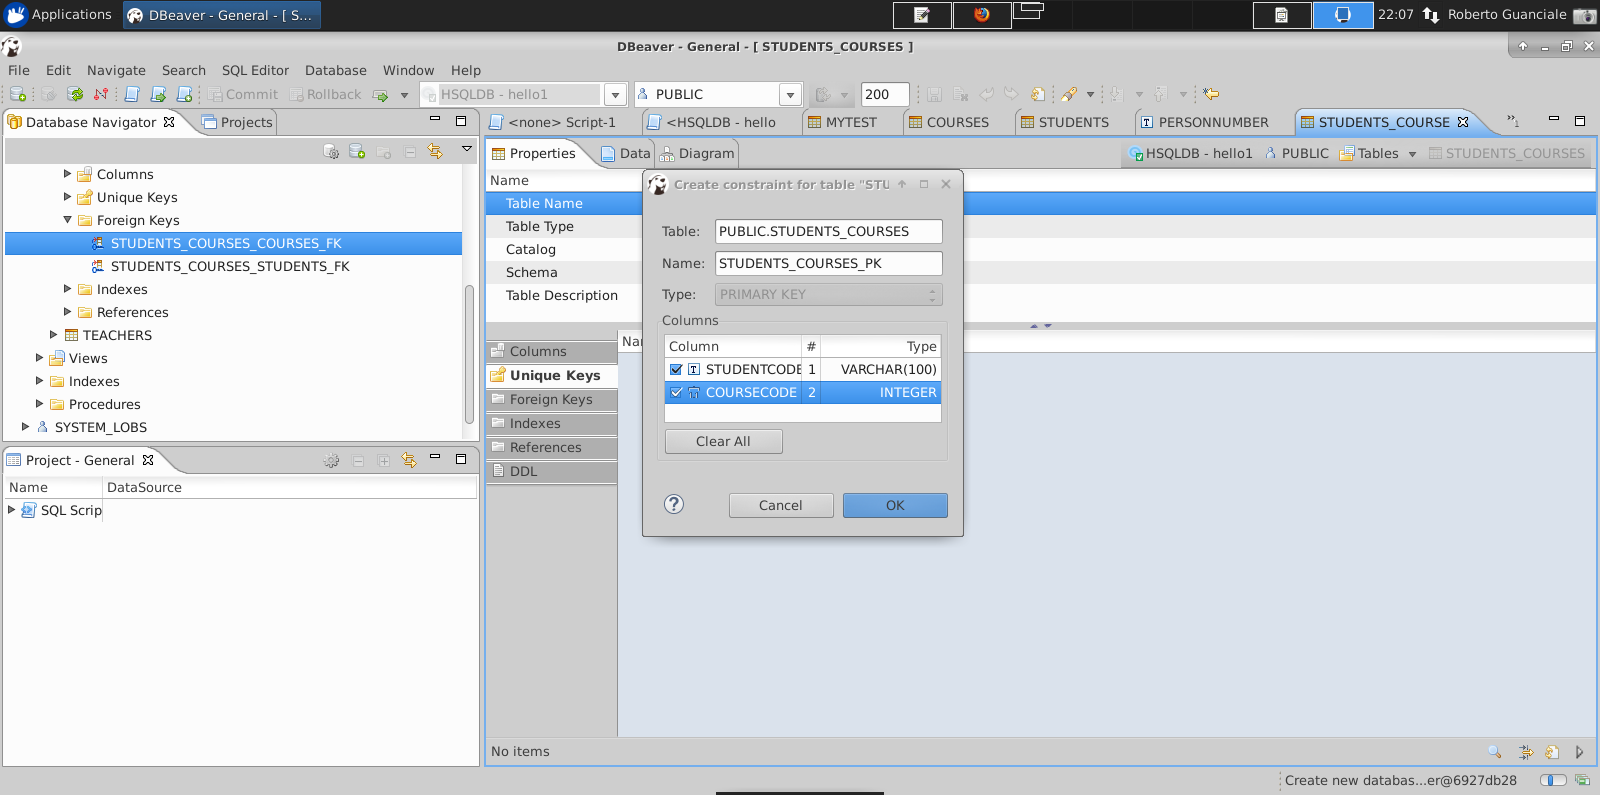 Applications
DBeaver - General - [ S...
22:07
Roberto Guanciale
DBeaver - General - [ STUDENTS_COURSES ]
File Edit Navigate Search SQL Editor Database Window Help
Commit Rollback HSQLDB - hello1 PUBLIC 200
Database Navigator Projects
<none> Script-1 <HSQLDB - hello MYTEST COURSES STUDENTS PERSONNUMBER STUDENTS_COURSE »1
Properties Data Diagram
HSQLDB - hello1 PUBLIC Tables STUDENTS_COURSES
Columns
Unique Keys
Foreign Keys
STUDENTS_COURSES_COURSES_FK
STUDENTS_COURSES_STUDENTS_FK
Indexes
References
TEACHERS
Views
Indexes
Procedures
SYSTEM_LOBS
Project - General
Name DataSource
SQL Scrip
Name
Table Name
Table Type
Catalog
Schema
Table Description
Columns
Unique Keys
Foreign Keys
Indexes
References
DDL
Nar
Create constraint for table "STU
Table: PUBLIC.STUDENTS_COURSES
Name: STUDENTS_COURSES_PK
Type: PRIMARY KEY
Columns
Column # Type
STUDENTCODE 1 VARCHAR(100)
COURSECODE 2 INTEGER
Clear All
? Cancel OK
No items
Create new databas...er@6927db28